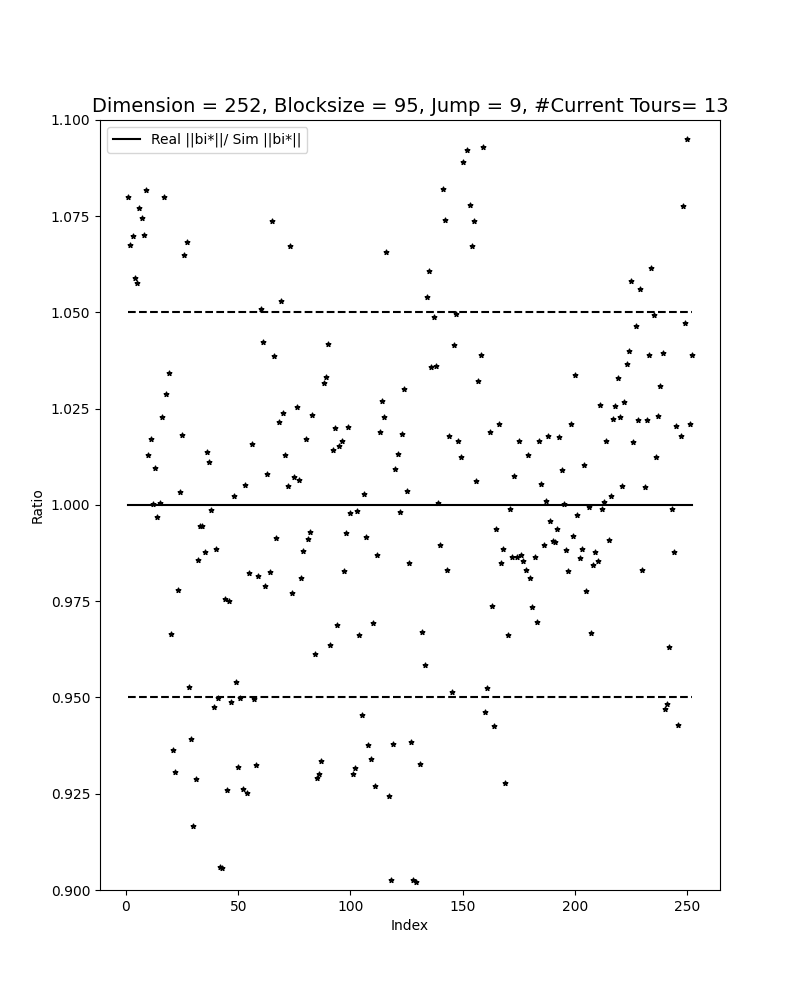 Dimension = 252, Blocksize = 95, Jump = 9, #Current Tours= 13
Real ||bi*||/ Sim ||bi*||
1.100
1.075
1.050
1.025
1.000
0.975
0.950
0.925
0.900
Ratio
0 50 100 150 200 250
Index